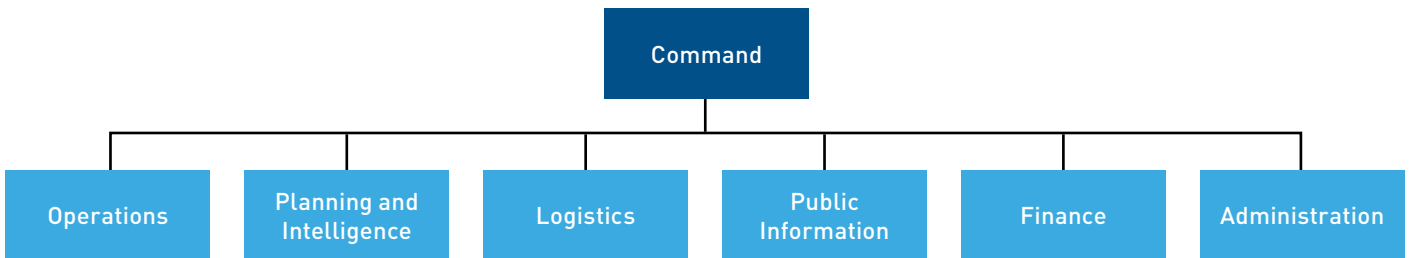 Command
Operations
Planning and
Intelligence
Logistics
Public
Information
Finance
Administration